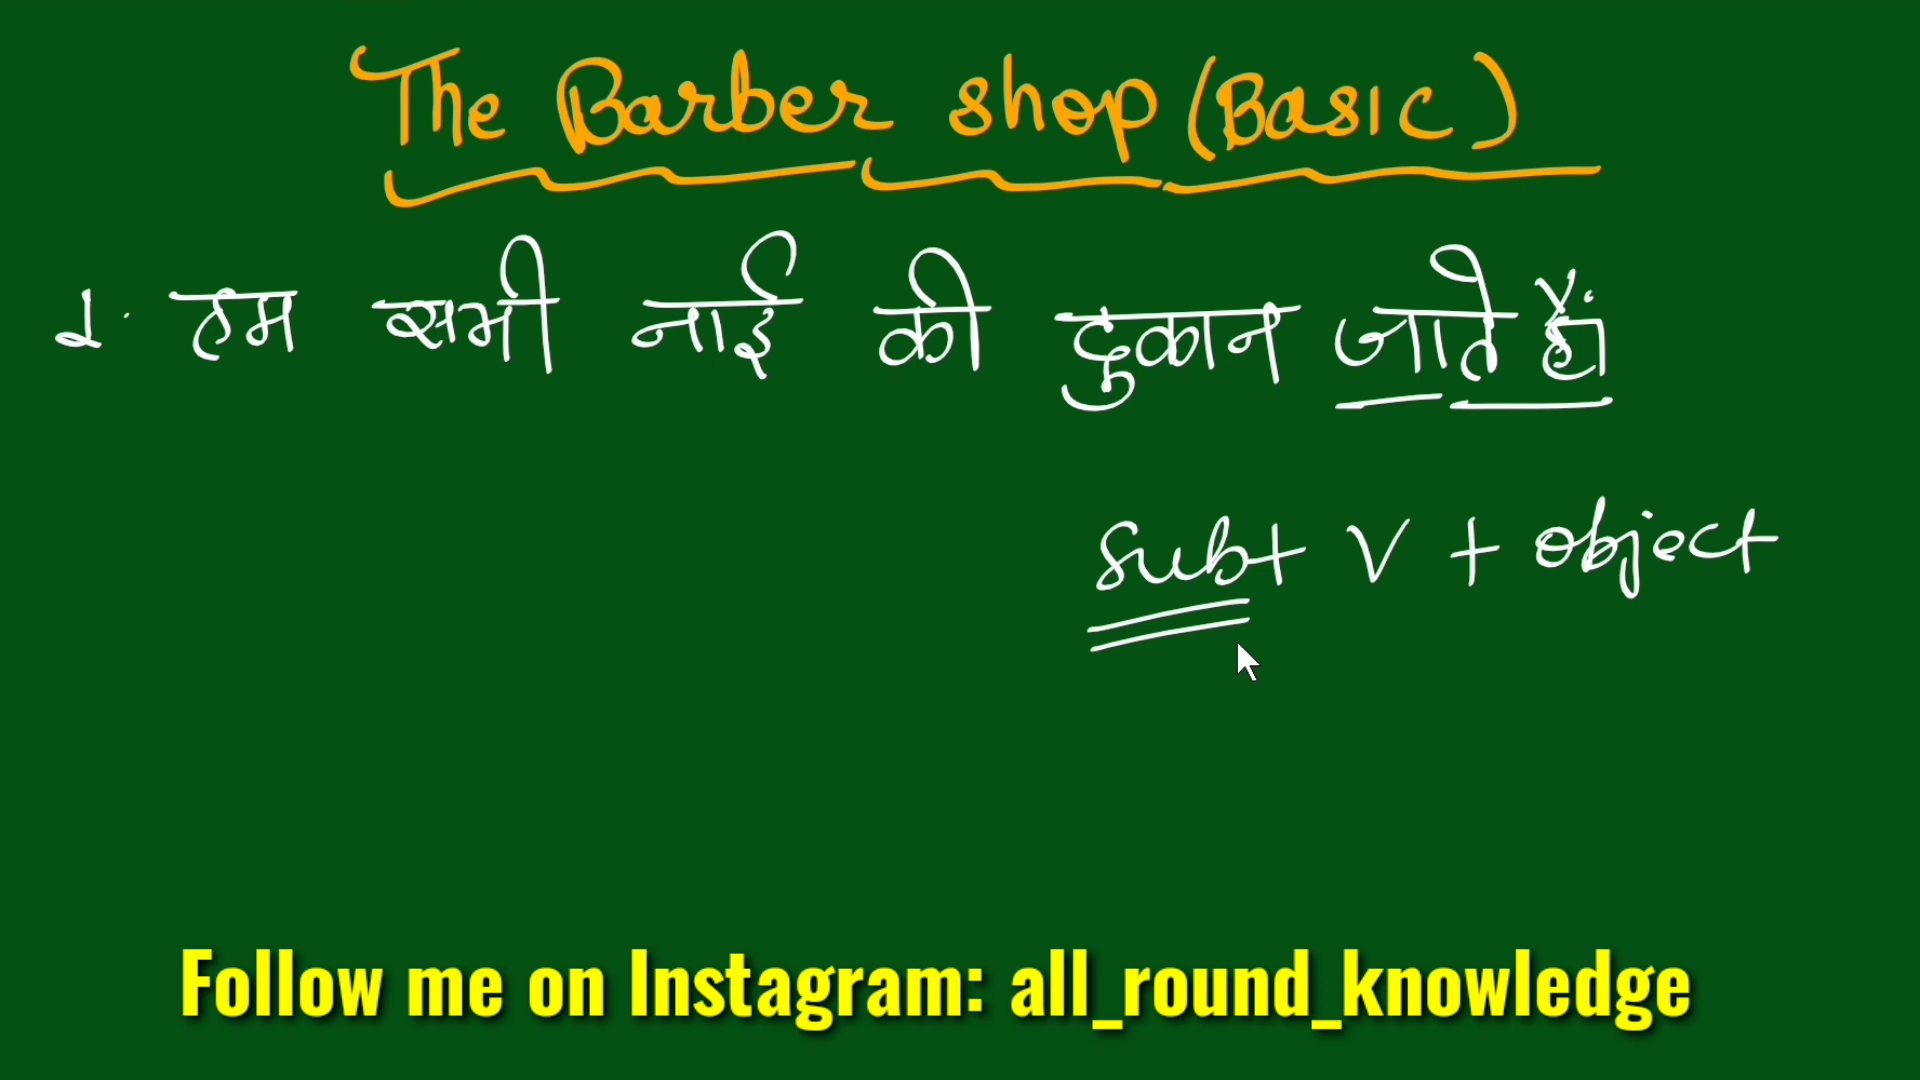 The Barber shop (Basic)
1. हम सभी नाई की दुकान जाते हैं।
sub + V + object
Follow me on Instagram: all_round_knowledge